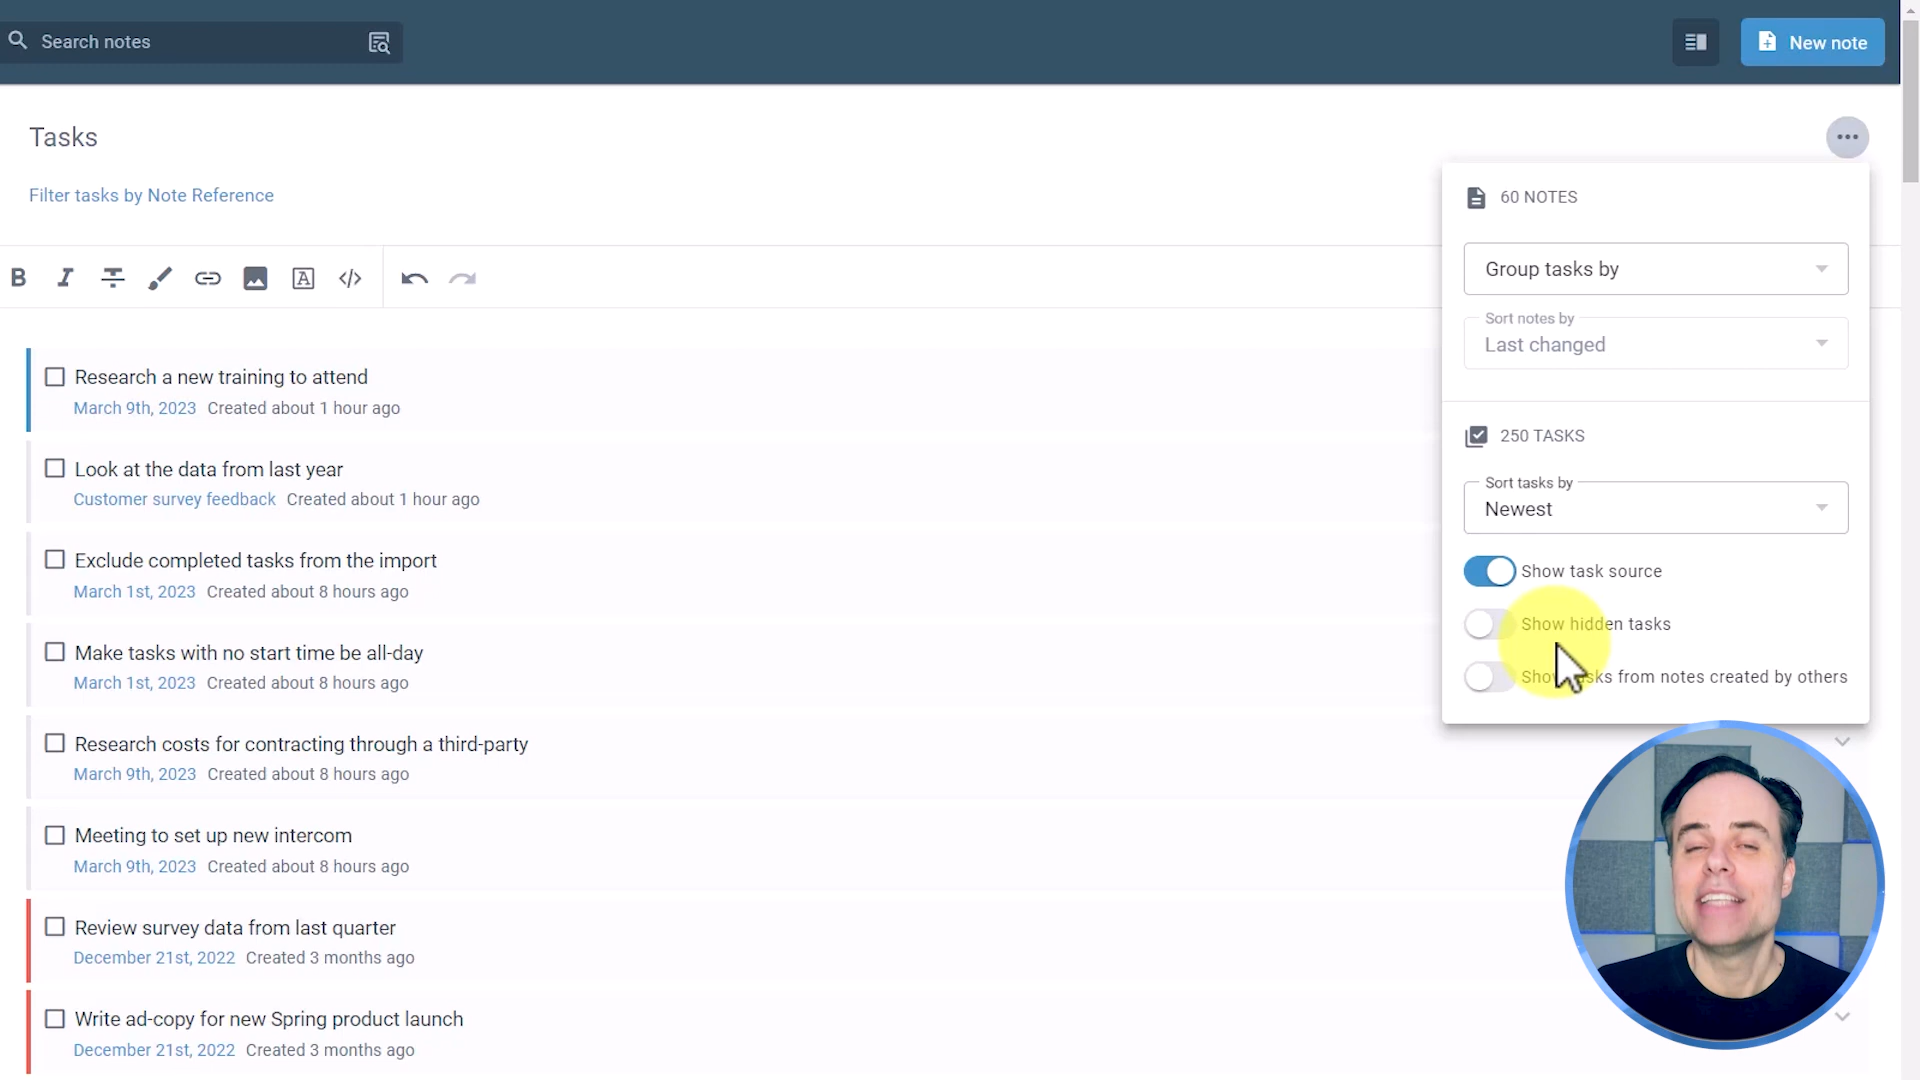 Search notes
New note
Tasks
Filter tasks by Note Reference
60 NOTES
Group tasks by
Sort notes by
Last changed
250 TASKS
Sort tasks by
Newest
Show task source
Show hidden tasks
Show tasks from notes created by others
B I A </>
Research a new training to attend
March 9th, 2023 Created about 1 hour ago
Look at the data from last year
Customer survey feedback Created about 1 hour ago
Exclude completed tasks from the import
March 1st, 2023 Created about 8 hours ago
Make tasks with no start time be all-day
March 1st, 2023 Created about 8 hours ago
Research costs for contracting through a third-party
March 9th, 2023 Created about 8 hours ago
Meeting to set up new intercom
March 9th, 2023 Created about 8 hours ago
Review survey data from last quarter
December 21st, 2022 Created 3 months ago
Write ad-copy for new Spring product launch
December 21st, 2022 Created 3 months ago